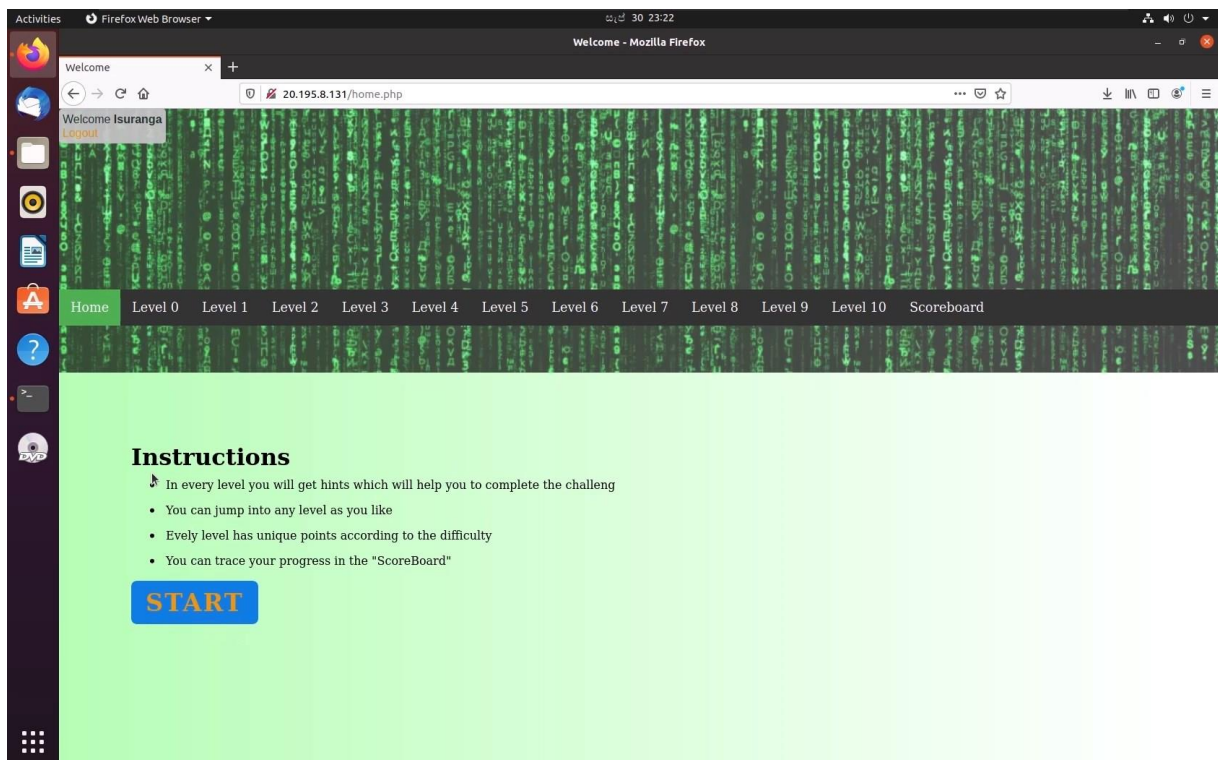 Activities Firefox Web Browser සැප් 30 23:22
Welcome - Mozilla Firefox
Welcome
20.195.8.131/home.php
Welcome Isuranga
Logout
Home Level 0 Level 1 Level 2 Level 3 Level 4 Level 5 Level 6 Level 7 Level 8 Level 9 Level 10 Scoreboard
Instructions
In every level you will get hints which will help you to complete the challeng
You can jump into any level as you like
Evely level has unique points according to the difficulty
You can trace your progress in the "ScoreBoard"
START
DVD